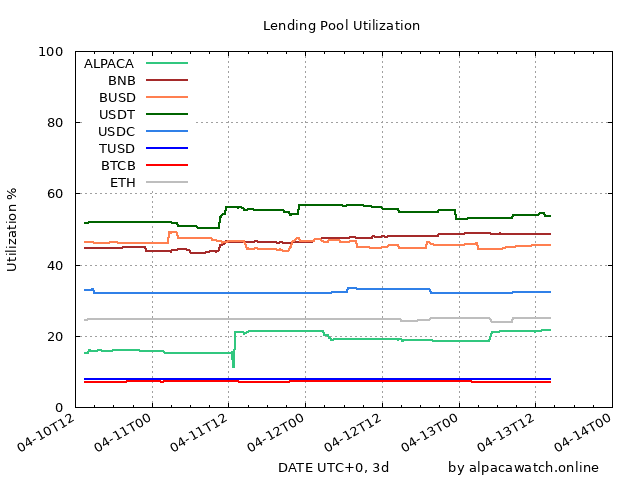 Lending Pool Utilization
Utilization %
100
80
60
40
20
0
ALPACA
BNB
BUSD
USDT
USDC
TUSD
BTCB
ETH
04-10T12
04-11T00
04-11T12
04-12T00
04-12T12
04-13T00
04-13T12
04-14T00
DATE UTC+0, 3d
by alpacawatch.online